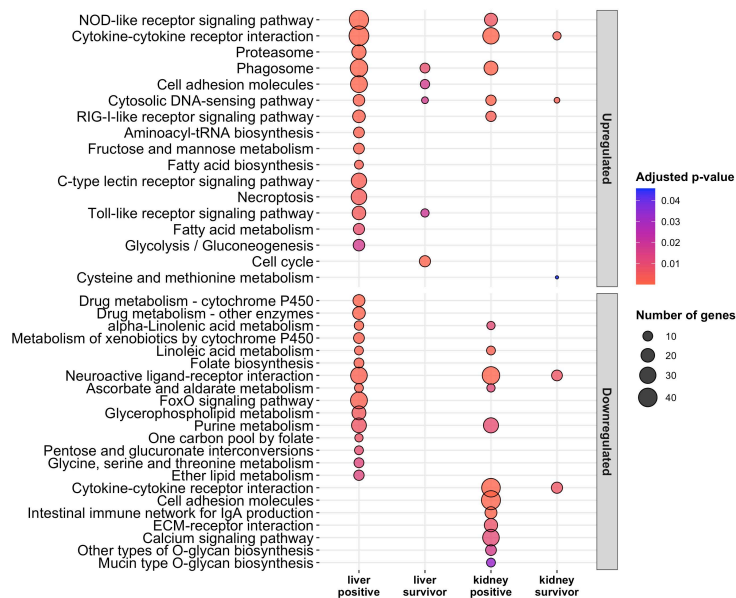 NOD-like receptor signaling pathway
Cytokine-cytokine receptor interaction
Proteasome
Phagosome
Cell adhesion molecules
Cytosolic DNA-sensing pathway
RIG-I-like receptor signaling pathway
Aminoacyl-tRNA biosynthesis
Fructose and mannose metabolism
Fatty acid biosynthesis
C-type lectin receptor signaling pathway
Necroptosis
Toll-like receptor signaling pathway
Fatty acid metabolism
Glycolysis / Gluconeogenesis
Cell cycle
Cysteine and methionine metabolism
Upregulated
Drug metabolism - cytochrome P450
Drug metabolism - other enzymes
alpha-Linolenic acid metabolism
Metabolism of xenobiotics by cytochrome P450
Linoleic acid metabolism
Folate biosynthesis
Neuroactive ligand-receptor interaction
Ascorbate and aldarate metabolism
FoxO signaling pathway
Glycerophospholipid metabolism
Purine metabolism
One carbon pool by folate
Pentose and glucuronate interconversions
Glycine, serine and threonine metabolism
Ether lipid metabolism
Cytokine-cytokine receptor interaction
Cell adhesion molecules
Intestinal immune network for IgA production
ECM-receptor interaction
Calcium signaling pathway
Other types of O-glycan biosynthesis
Mucin type O-glycan biosynthesis
Downregulated
liver
positive
liver
survivor
kidney
positive
kidney
survivor
Adjusted p-value
0.04
0.03
0.02
0.01
Number of genes
10
20
30
40